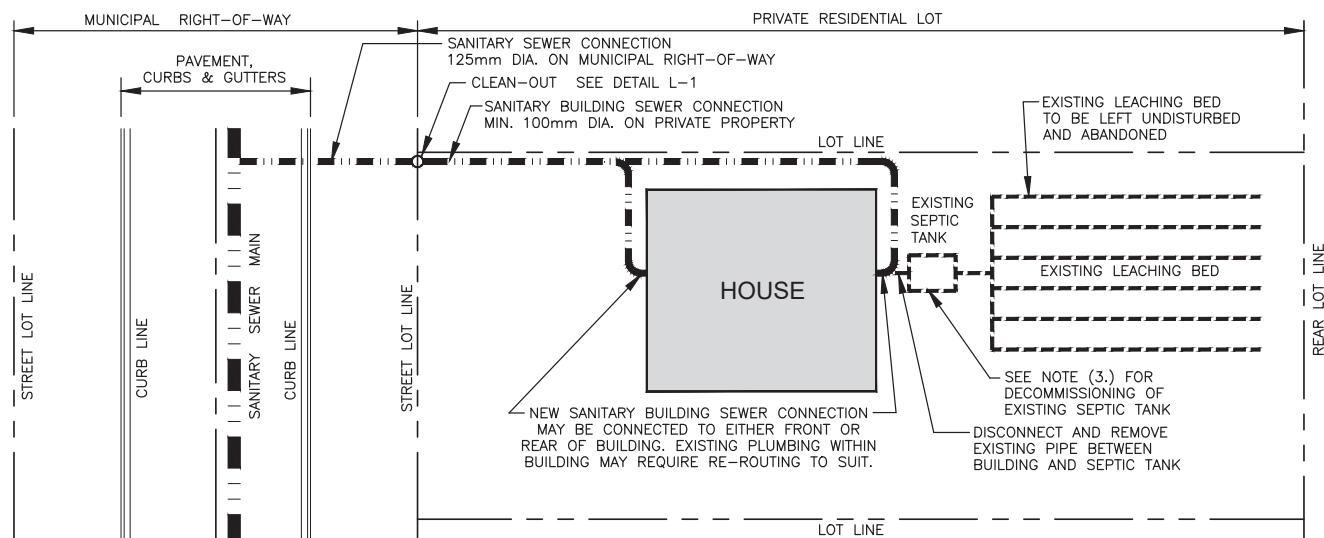 MUNICIPAL RIGHT-OF-WAY
PRIVATE RESIDENTIAL LOT
PAVEMENT,
CURBS & GUTTERS
SANITARY SEWER CONNECTION
125mm DIA. ON MUNICIPAL RIGHT-OF-WAY
CLEAN-OUT SEE DETAIL L-1
SANITARY BUILDING SEWER CONNECTION
MIN. 100mm DIA. ON PRIVATE PROPERTY
LOT LINE
EXISTING LEACHING BED
TO BE LEFT UNDISTURBED
AND ABANDONED
EXISTING
SEPTIC
TANK
EXISTING LEACHING BED
HOUSE
STREET LOT LINE
CURB LINE
SANITARY SEWER MAIN
CURB LINE
STREET LOT LINE
REAR LOT LINE
NEW SANITARY BUILDING SEWER CONNECTION
MAY BE CONNECTED TO EITHER FRONT OR
REAR OF BUILDING. EXISTING PLUMBING WITHIN
BUILDING MAY REQUIRE RE-ROUTING TO SUIT.
SEE NOTE (3.) FOR
DECOMMISSIONING OF
EXISTING SEPTIC TANK
DISCONNECT AND REMOVE
EXISTING PIPE BETWEEN
BUILDING AND SEPTIC TANK
LOT LINE